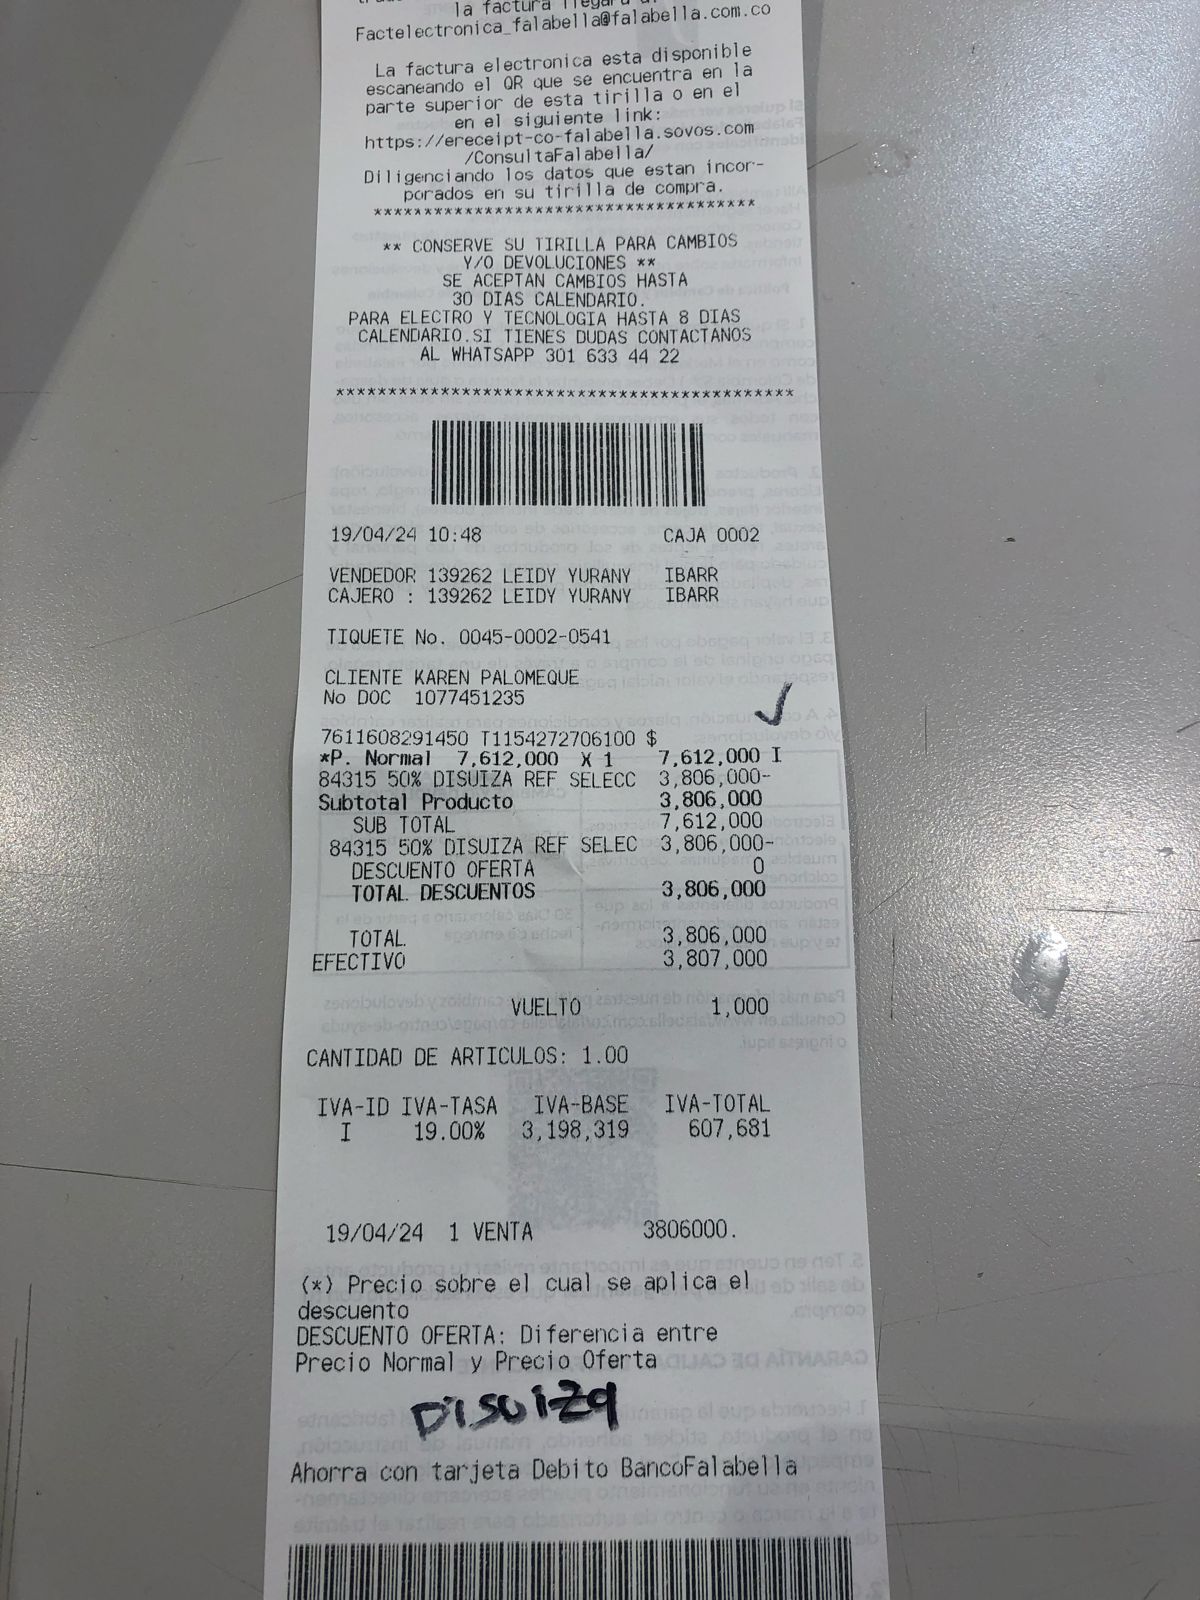 la factura llegara a:
Factelectronica_falabella@falabella.com.co
La factura electronica esta disponible
escaneando el QR que se encuentra en la
parte superior de esta tirilla o en el
en el siguiente link:
https://ereceipt-co-falabella.sovos.com
/ConsultaFalabella/
Diligenciando los datos que estan incor-
porados en su tirilla de compra.
**************************************
** CONSERVE SU TIRILLA PARA CAMBIOS
Y/O DEVOLUCIONES **
SE ACEPTAN CAMBIOS HASTA
30 DIAS CALENDARIO.
PARA ELECTRO Y TECNOLOGIA HASTA 8 DIAS
CALENDARIO.SI TIENES DUDAS CONTACTANOS
AL WHATSAPP 301 633 44 22
********************************************
19/04/24 10:48 CAJA 0002
VENDEDOR 139262 LEIDY YURANY IBARR
CAJERO : 139262 LEIDY YURANY IBARR
TIQUETE No. 0045-0002-0541
CLIENTE KAREN PALOMEQUE
No DOC 1077451235
7611608291450 T1154272706100 $
*P. Normal 7,612,000 X 1 7,612,000 I
84315 50% DISUIZA REF SELECC 3,806,000-
Subtotal Producto 3,806,000
SUB TOTAL 7,612,000
84315 50% DISUIZA REF SELEC 3,806,000-
DESCUENTO OFERTA 0
TOTAL DESCUENTOS 3,806,000
TOTAL 3,806,000
EFECTIVO 3,807,000
VUELTO 1,000
CANTIDAD DE ARTICULOS: 1.00
IVA-ID IVA-TASA IVA-BASE IVA-TOTAL
I 19.00% 3,198,319 607,681
19/04/24 1 VENTA 3806000.
(*) Precio sobre el cual se aplica el
descuento
DESCUENTO OFERTA: Diferencia entre
Precio Normal y Precio Oferta
Disuiza
Ahorra con tarjeta Debito BancoFalabella